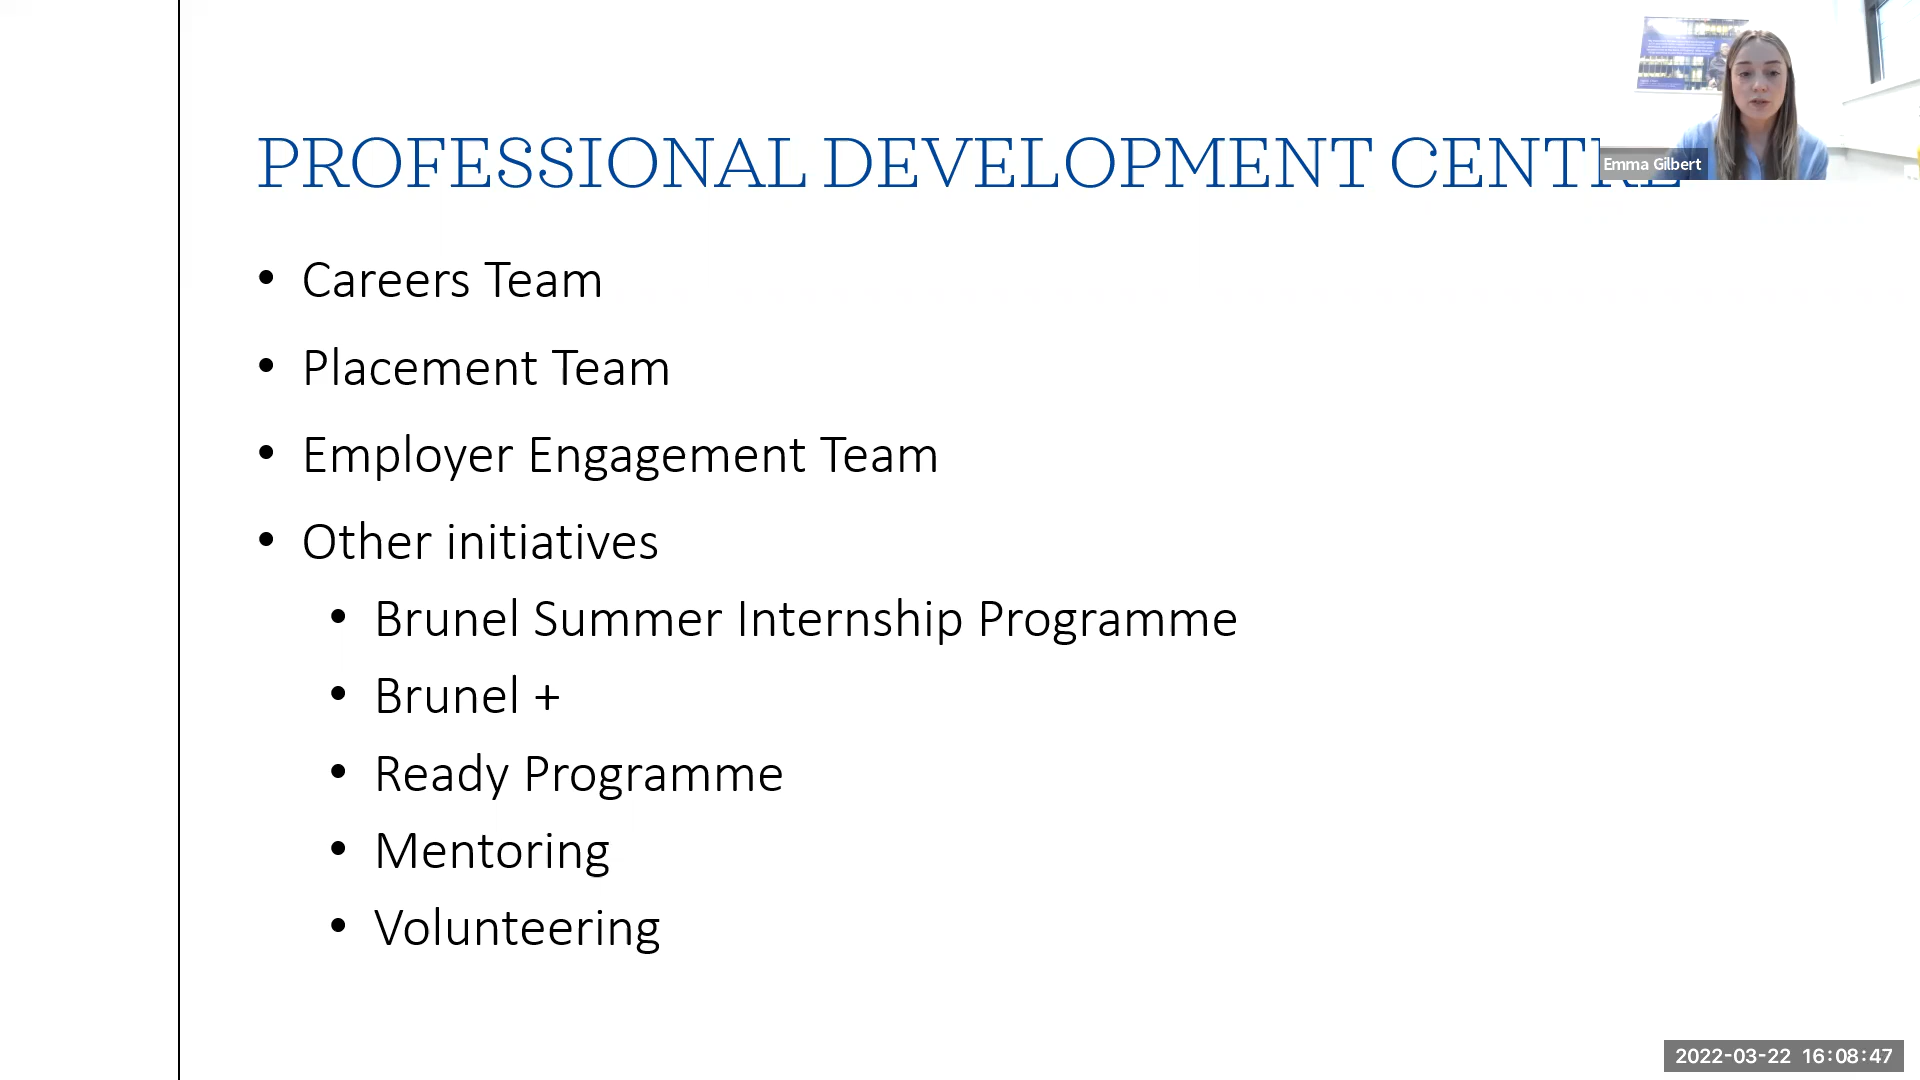 PROFESSIONAL DEVELOPMENT CENTRE
Emma Gilbert
• Careers Team
• Placement Team
• Employer Engagement Team
• Other initiatives
• Brunel Summer Internship Programme
• Brunel +
• Ready Programme
• Mentoring
• Volunteering
2022-03-22 16:08:47